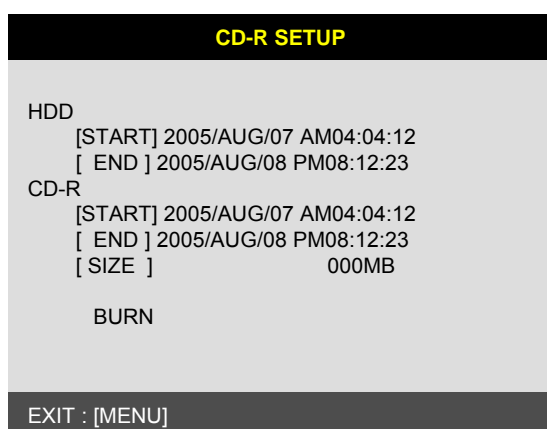 CD-R SETUP
HDD
[START] 2005/AUG/07 AM04:04:12
[ END ] 2005/AUG/08 PM08:12:23
CD-R
[START] 2005/AUG/07 AM04:04:12
[ END ] 2005/AUG/08 PM08:12:23
[ SIZE ] 000MB
BURN
EXIT : [MENU]